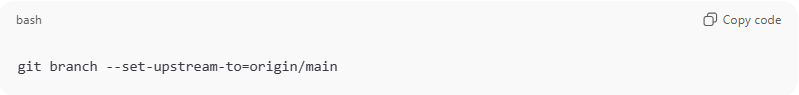 bash
Copy code
git branch --set-upstream-to=origin/main